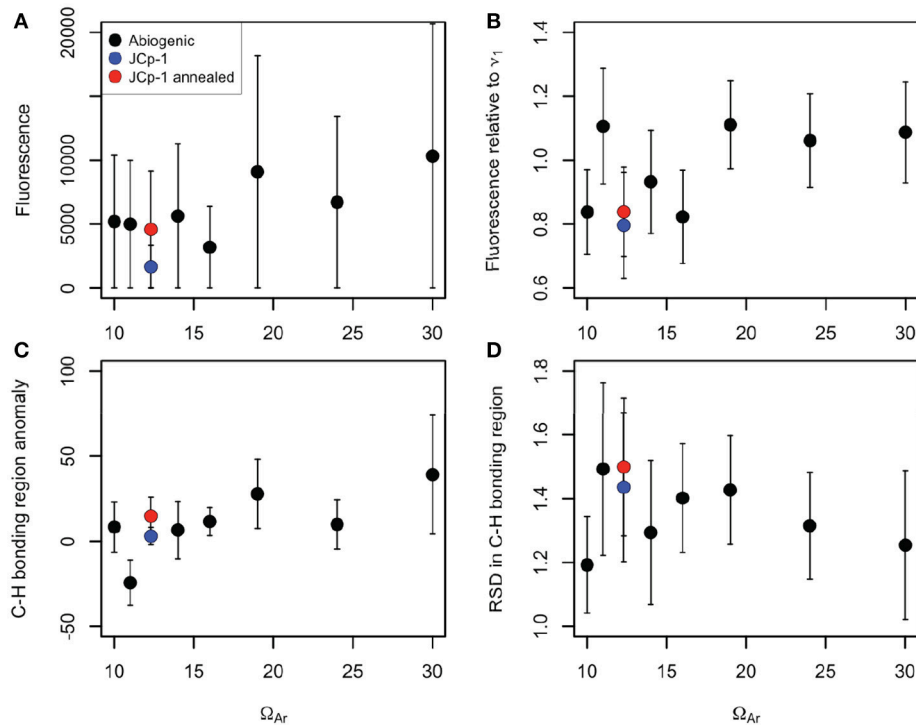 A
Fluorescence
0 5000 10000 20000
Abiogenic
JCp-1
JCp-1 annealed
10 15 20 25 30
B
Fluorescence relative to ν1
0.6 0.8 1.0 1.2 1.4
10 15 20 25 30
C
C-H bonding region anomaly
-50 0 50 100
10 15 20 25 30
ΩAr
D
RSD in C-H bonding region
1.0 1.2 1.4 1.6 1.8
10 15 20 25 30
ΩAr